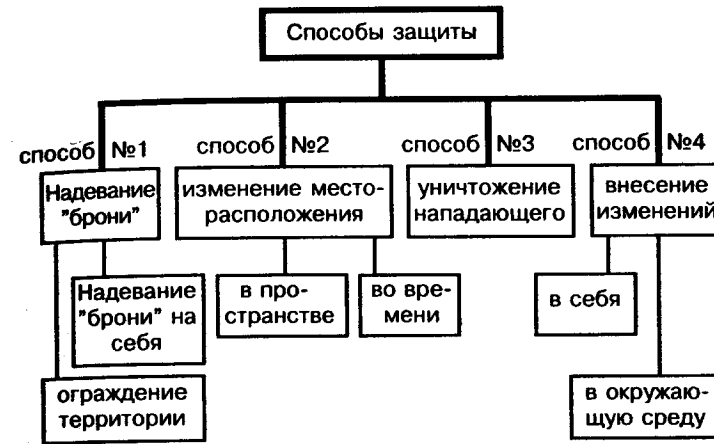 Способы защиты
способ №1
способ №2
способ №3
способ №4
Надевание
"брони"
изменение место-
расположения
уничтожение
нападающего
внесение
изменений
Надевание
"брони" на
себя
в про-
странстве
во вре-
мени
в себя
ограждение
территории
в окружаю-
щую среду